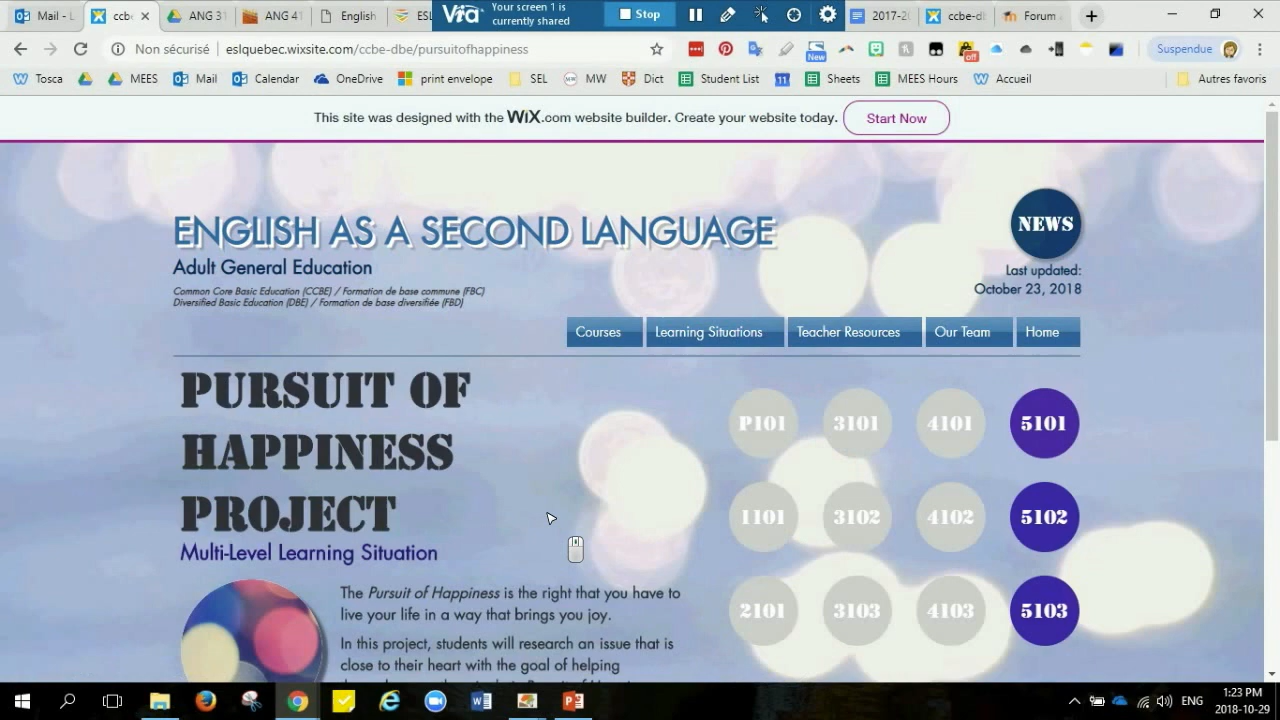 Mail - L
ccb
ANG 31
ANG 41
English
ESL
Via
Your screen 1 is
currently shared
Stop
2017-2
ccbe-d
Forum
Non sécurisé
eslquebec.wixsite.com/ccbe-dbe/pursuitofhappiness
New
off
Suspendue
Tosca
MEES
Mail
Calendar
OneDrive
print envelope
SEL
MW
Dict
Student List
11
Sheets
MEES Hours
Accueil
Autres favoris
This site was designed with the WiX.com website builder. Create your website today.
Start Now
ENGLISH AS A SECOND LANGUAGE
Adult General Education
Common Core Basic Education (CCBE) / Formation de base commune (FBC)
Diversified Basic Education (DBE) / Formation de base diversifiée (FBD)
NEWS
Last updated:
October 23, 2018
Courses
Learning Situations
Teacher Resources
Our Team
Home
PURSUIT OF
HAPPINESS
PROJECT
Multi-Level Learning Situation
P101 3101 4101 5101
1101 3102 4102 5102
2101 3103 4103 5103
The Pursuit of Happiness is the right that you have to
live your life in a way that brings you joy.
In this project, students will research an issue that is
close to their heart with the goal of helping
ENG
1:23 PM
2018-10-29